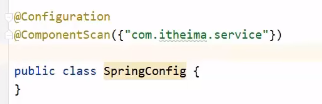 @Configuration
@ComponentScan({"com.itheima.service"})
public class SpringConfig {
}